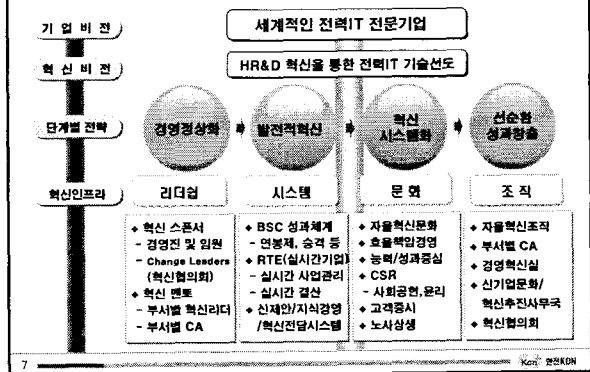 기 업 비 전
세계적인 전력IT 전문기업
혁 신 비 전
HR&D 혁신을 통한 전력IT 기술선도
단계별 전략
경영정상화
발전적혁신
혁신
시스템화
선순환
성과창출
혁신인프라
리더쉽
시스템
문 화
조 직
◆ 혁신 스폰서
- 경영진 및 임원
- Change Leaders
(혁신협의회)
◆ 혁신 멘토
- 부서별 혁신리더
- 부서별 CA
◆ BSC 성과체계
- 연봉제, 승격 등
◆ RTE(실시간기업)
- 실시간 사업관리
- 실시간 결산
◆ 신제안/지식경영
/혁신전담시스템
◆ 자율혁신문화
◆ 효율책임경영
◆ 능력/성과중심
◆ CSR
- 사회공헌,윤리
◆ 고객중시
◆ 노사상생
◆ 자율혁신조직
◆ 부서별 CA
◆ 경영혁신실
◆ 신기업문화/
혁신추진사무국
◆ 혁신협의회
7
KDN 한전KDN